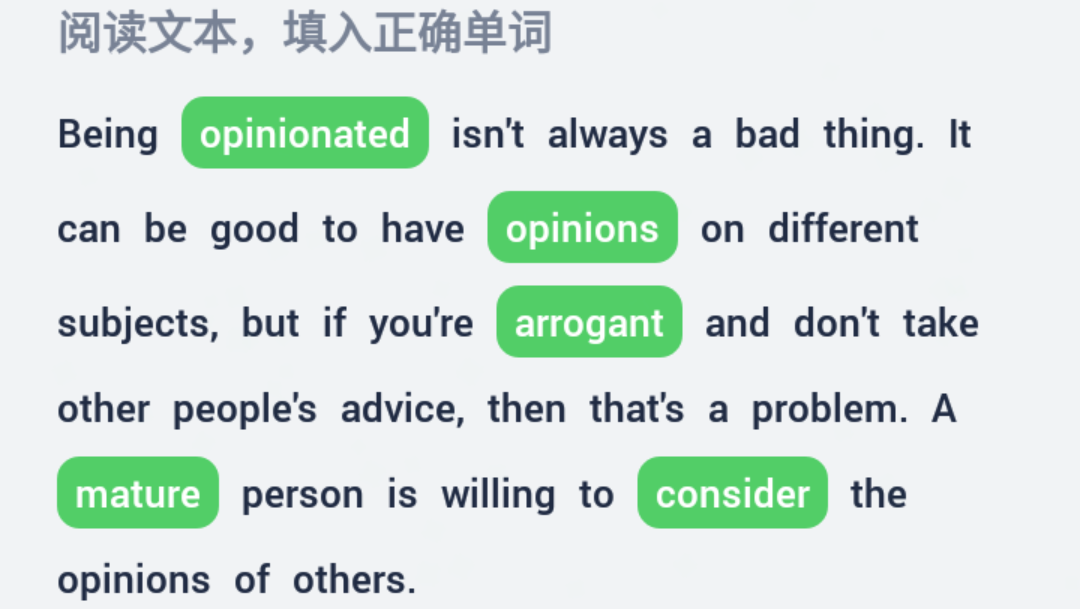 阅读文本，填入正确单词
Being opinionated isn't always a bad thing. It
can be good to have opinions on different
subjects, but if you're arrogant and don't take
other people's advice, then that's a problem. A
mature person is willing to consider the
opinions of others.